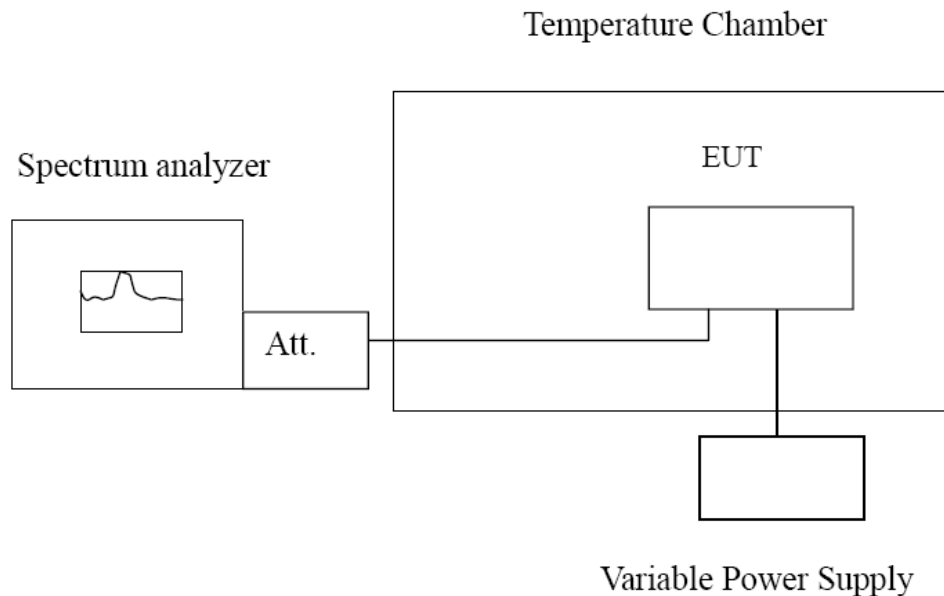 Temperature Chamber
Spectrum analyzer
EUT
Att.
Variable Power Supply